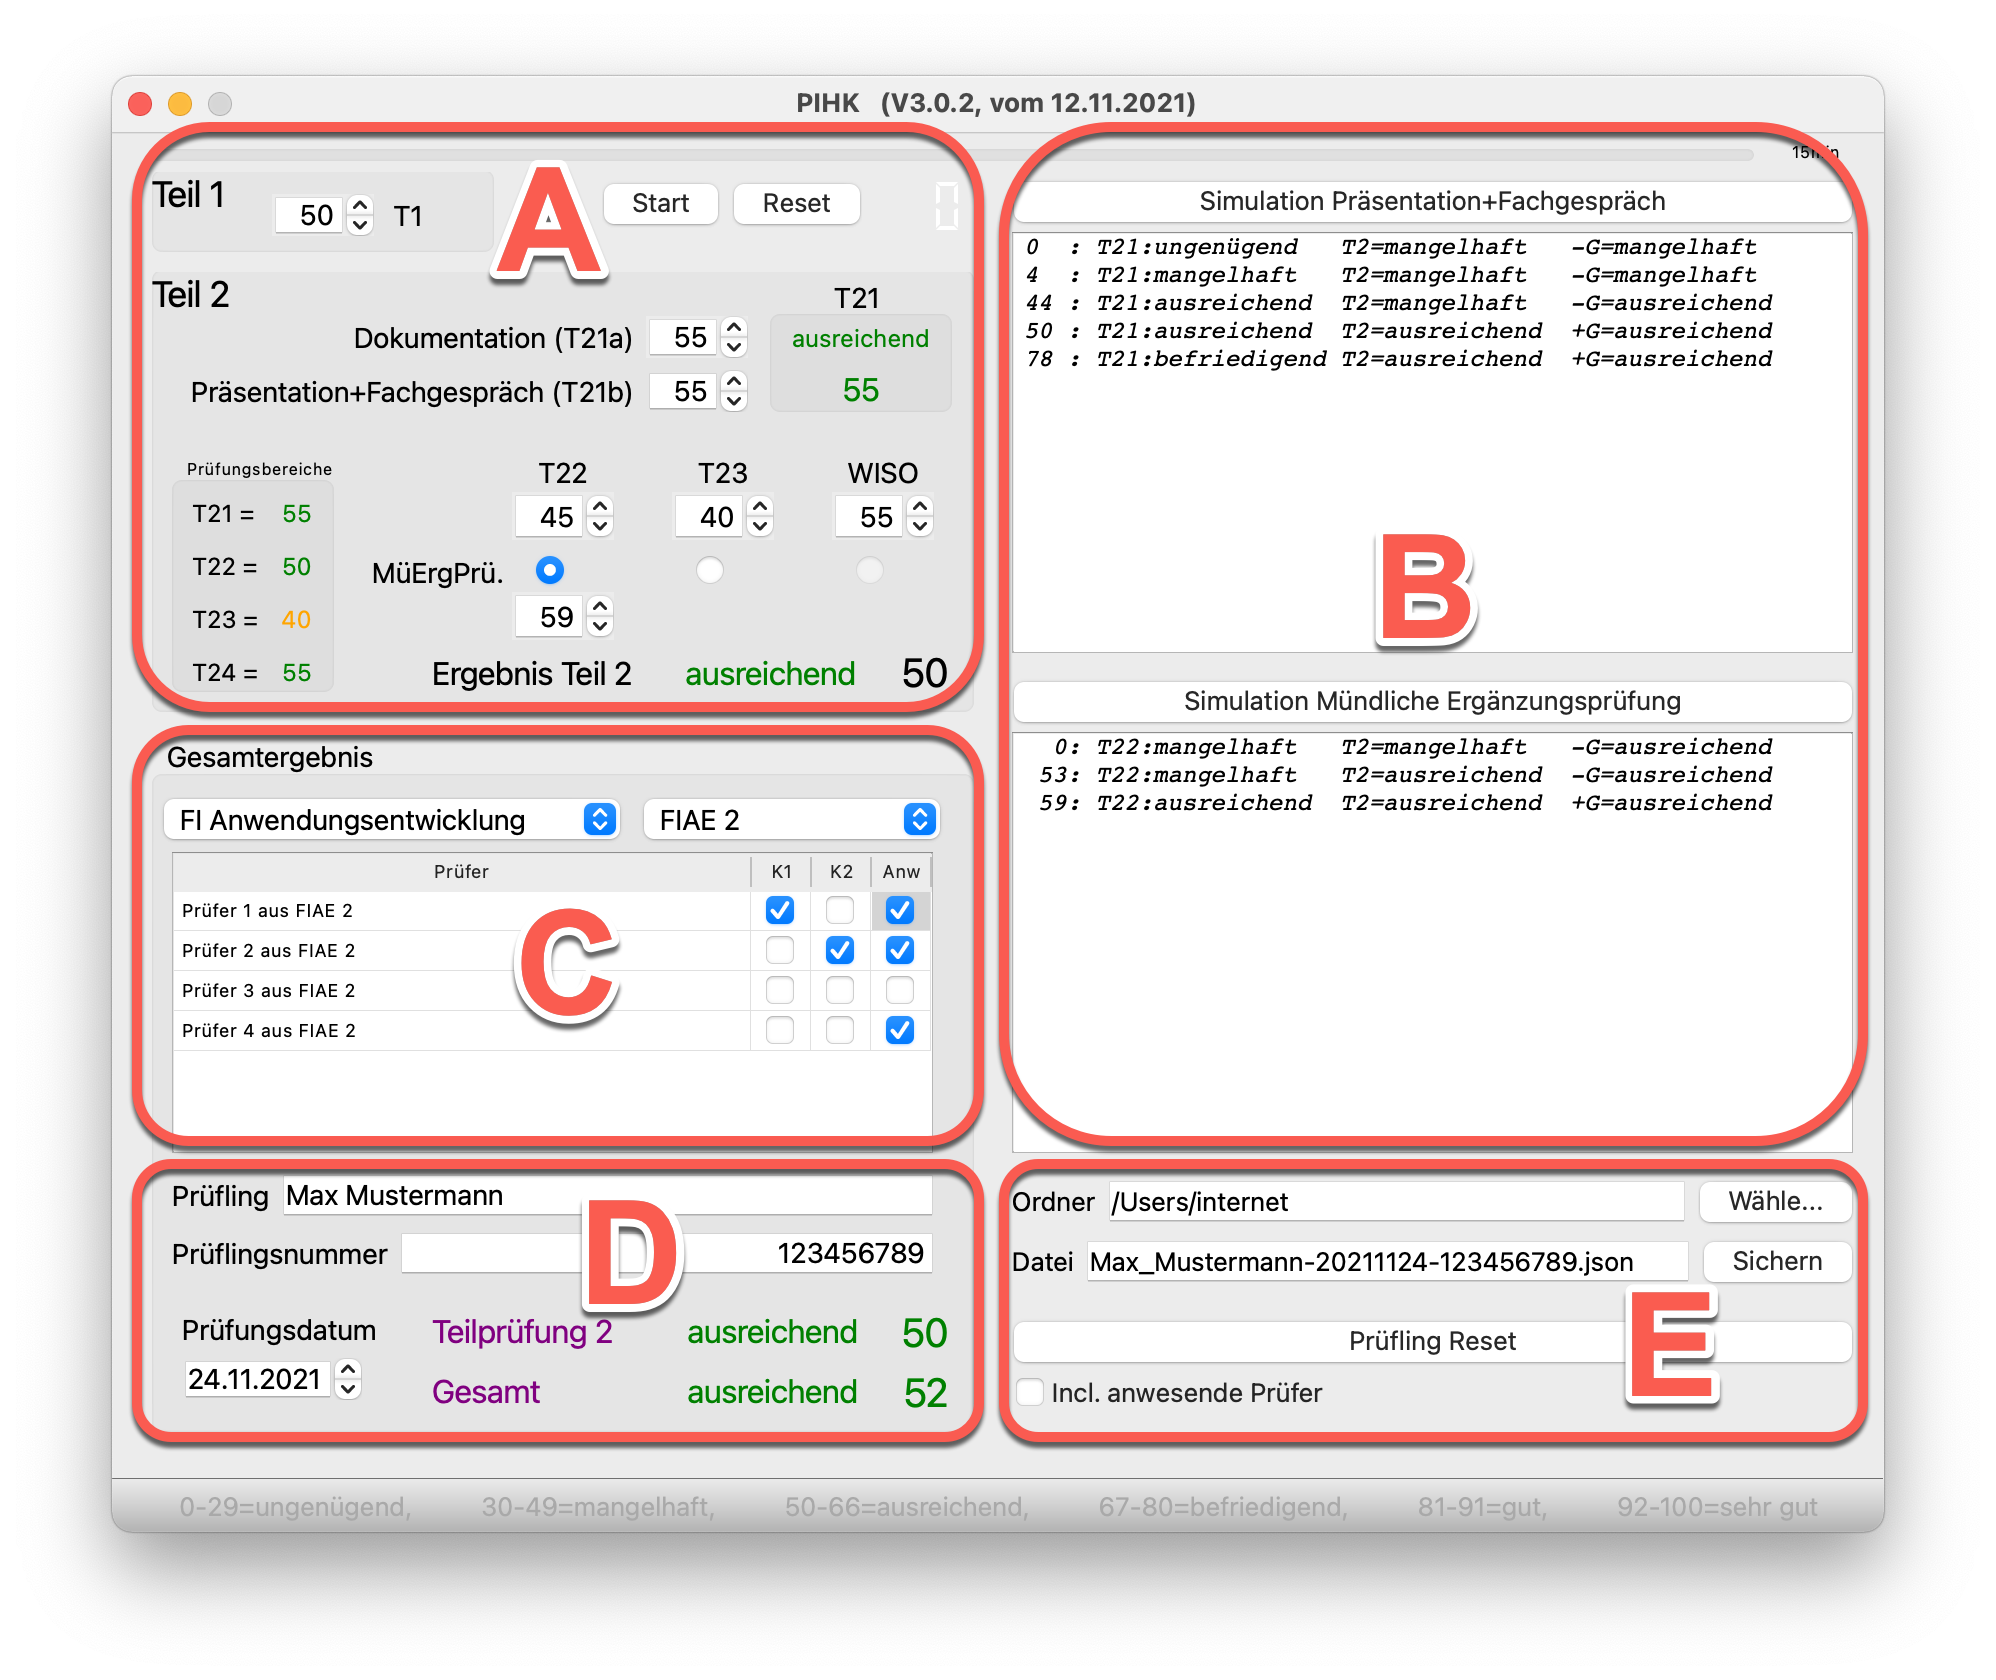 PIHK (V3.0.2, vom 12.11.2021)
Teil 1
50 T1
A
Start Reset 0
15min
Teil 2
T21
Dokumentation (T21a) 55 ausreichend
Präsentation+Fachgespräch (T21b) 55 55
Prüfungsbereiche
T21 = 55
T22 = 50
T23 = 40
T24 = 55
T22 T23 WISO
45 40 55
MüErgPrü.
59
Ergebnis Teil 2 ausreichend 50
Simulation Präsentation+Fachgespräch
0 : T21:ungenügend T2=mangelhaft -G=mangelhaft
4 : T21:mangelhaft T2=mangelhaft -G=mangelhaft
44 : T21:ausreichend T2=mangelhaft -G=ausreichend
50 : T21:ausreichend T2=ausreichend +G=ausreichend
78 : T21:befriedigend T2=ausreichend +G=ausreichend
B
Simulation Mündliche Ergänzungsprüfung
0: T22:mangelhaft T2=mangelhaft -G=ausreichend
53: T22:mangelhaft T2=ausreichend -G=ausreichend
59: T22:ausreichend T2=ausreichend +G=ausreichend
Gesamtergebnis
FI Anwendungsentwicklung FIAE 2
Prüfer K1 K2 Anw
Prüfer 1 aus FIAE 2
Prüfer 2 aus FIAE 2
Prüfer 3 aus FIAE 2
Prüfer 4 aus FIAE 2
C
Prüfling Max Mustermann
Prüflingsnummer 123456789
D
Prüfungsdatum
24.11.2021
Teilprüfung 2 ausreichend 50
Gesamt ausreichend 52
Ordner /Users/internet Wähle...
Datei Max_Mustermann-20211124-123456789.json Sichern
Prüfling Reset
E
Incl. anwesende Prüfer
0-29=ungenügend, 30-49=mangelhaft, 50-66=ausreichend, 67-80=befriedigend, 81-91=gut, 92-100=sehr gut